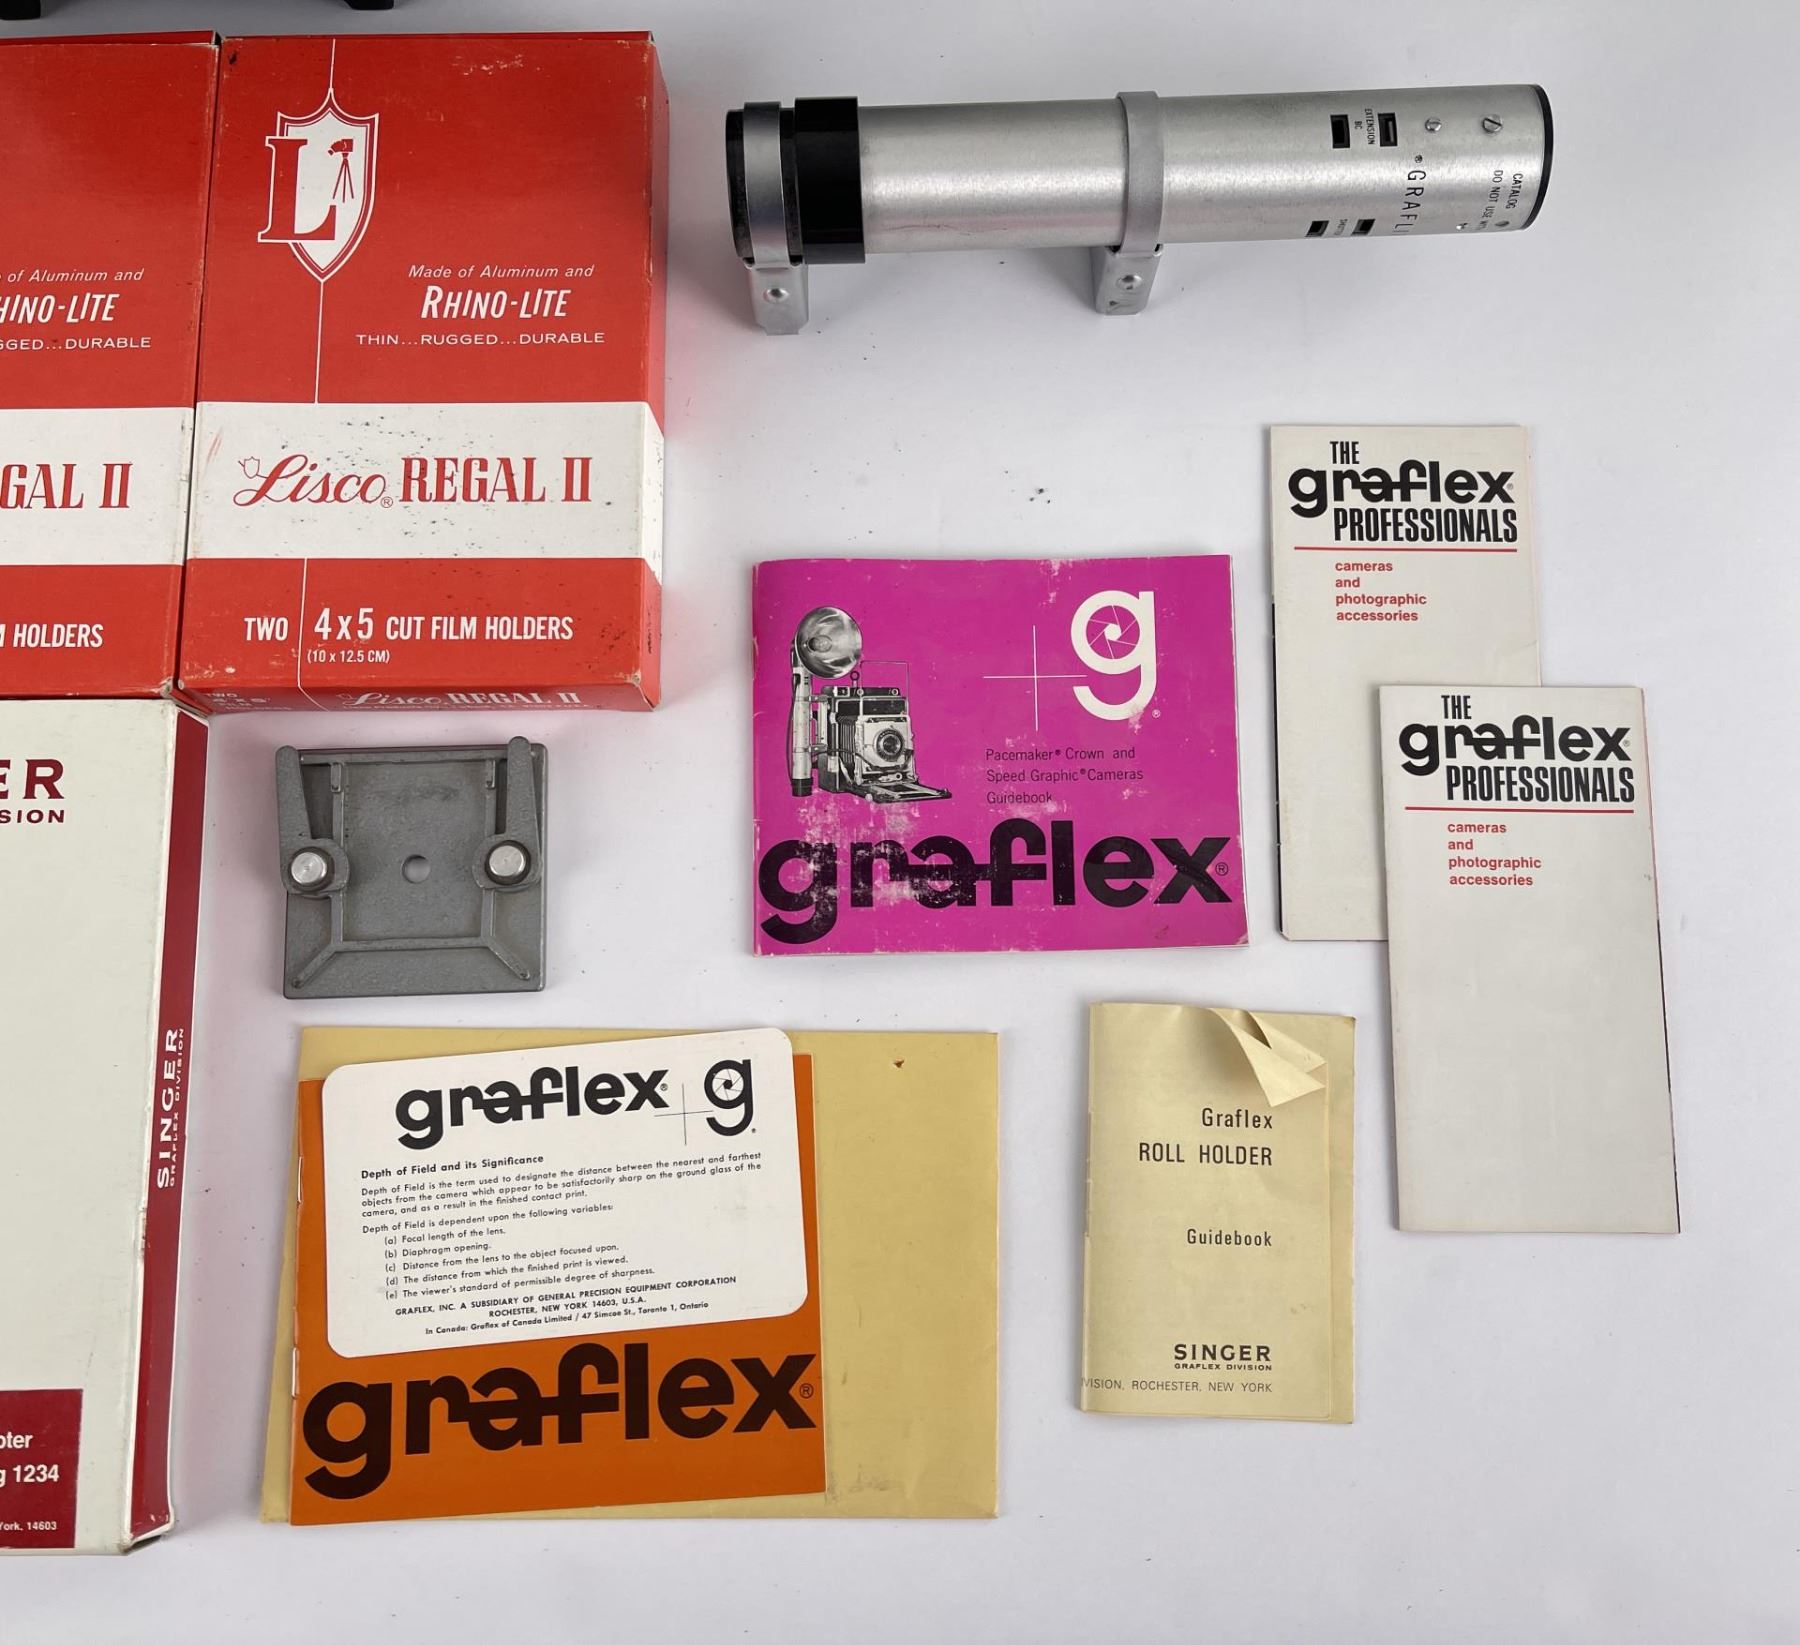 of Aluminum and
HINO-LITE
GGED...DURABLE
GAL II
HOLDERS
L
Made of Aluminum and
RHINO-LITE
THIN...RUGGED...DURABLE
Lisco® REGAL II
TWO 4x5 CUT FILM HOLDERS
(10 x 12.5 CM)
TWO
Lisco REGAL II
EXTENSION
BC
® GRAFL
CATALOG
DO NOT USE WIT
THE
graflex®
PROFESSIONALS
cameras
and
photographic
accessories
THE
graflex®
PROFESSIONALS
cameras
and
photographic
accessories
g®
Pacemaker® Crown and
Speed Graphic® Cameras
Guidebook
graflex®
ER
SION
SINGER
GRAFLEX DIVISION
pter
g 1234
York. 14603
graflex® g®
Depth of Field and its Significance
Depth of Field is the term used to designate the distance between the nearest and farthest
objects from the camera which appear to be satisfactorily sharp on the ground glass of the
camera, and as a result in the finished contact print.
Depth of Field is dependent upon the following variables:
(a) Focal length of the lens.
(b) Diaphragm opening.
(c) Distance from the lens to the object focused upon.
(d) The distance from which the finished print is viewed.
(e) The viewer's standard of permissible degree of sharpness.
GRAFLEX, INC. A SUBSIDIARY OF GENERAL PRECISION EQUIPMENT CORPORATION
ROCHESTER, NEW YORK 14603, U.S.A.
In Canada: Graflex of Canada Limited / 47 Simcoe St., Toronto 1, Ontario
graflex®
Graflex
ROLL HOLDER
Guidebook
SINGER
GRAFLEX DIVISION
VISION, ROCHESTER, NEW YORK